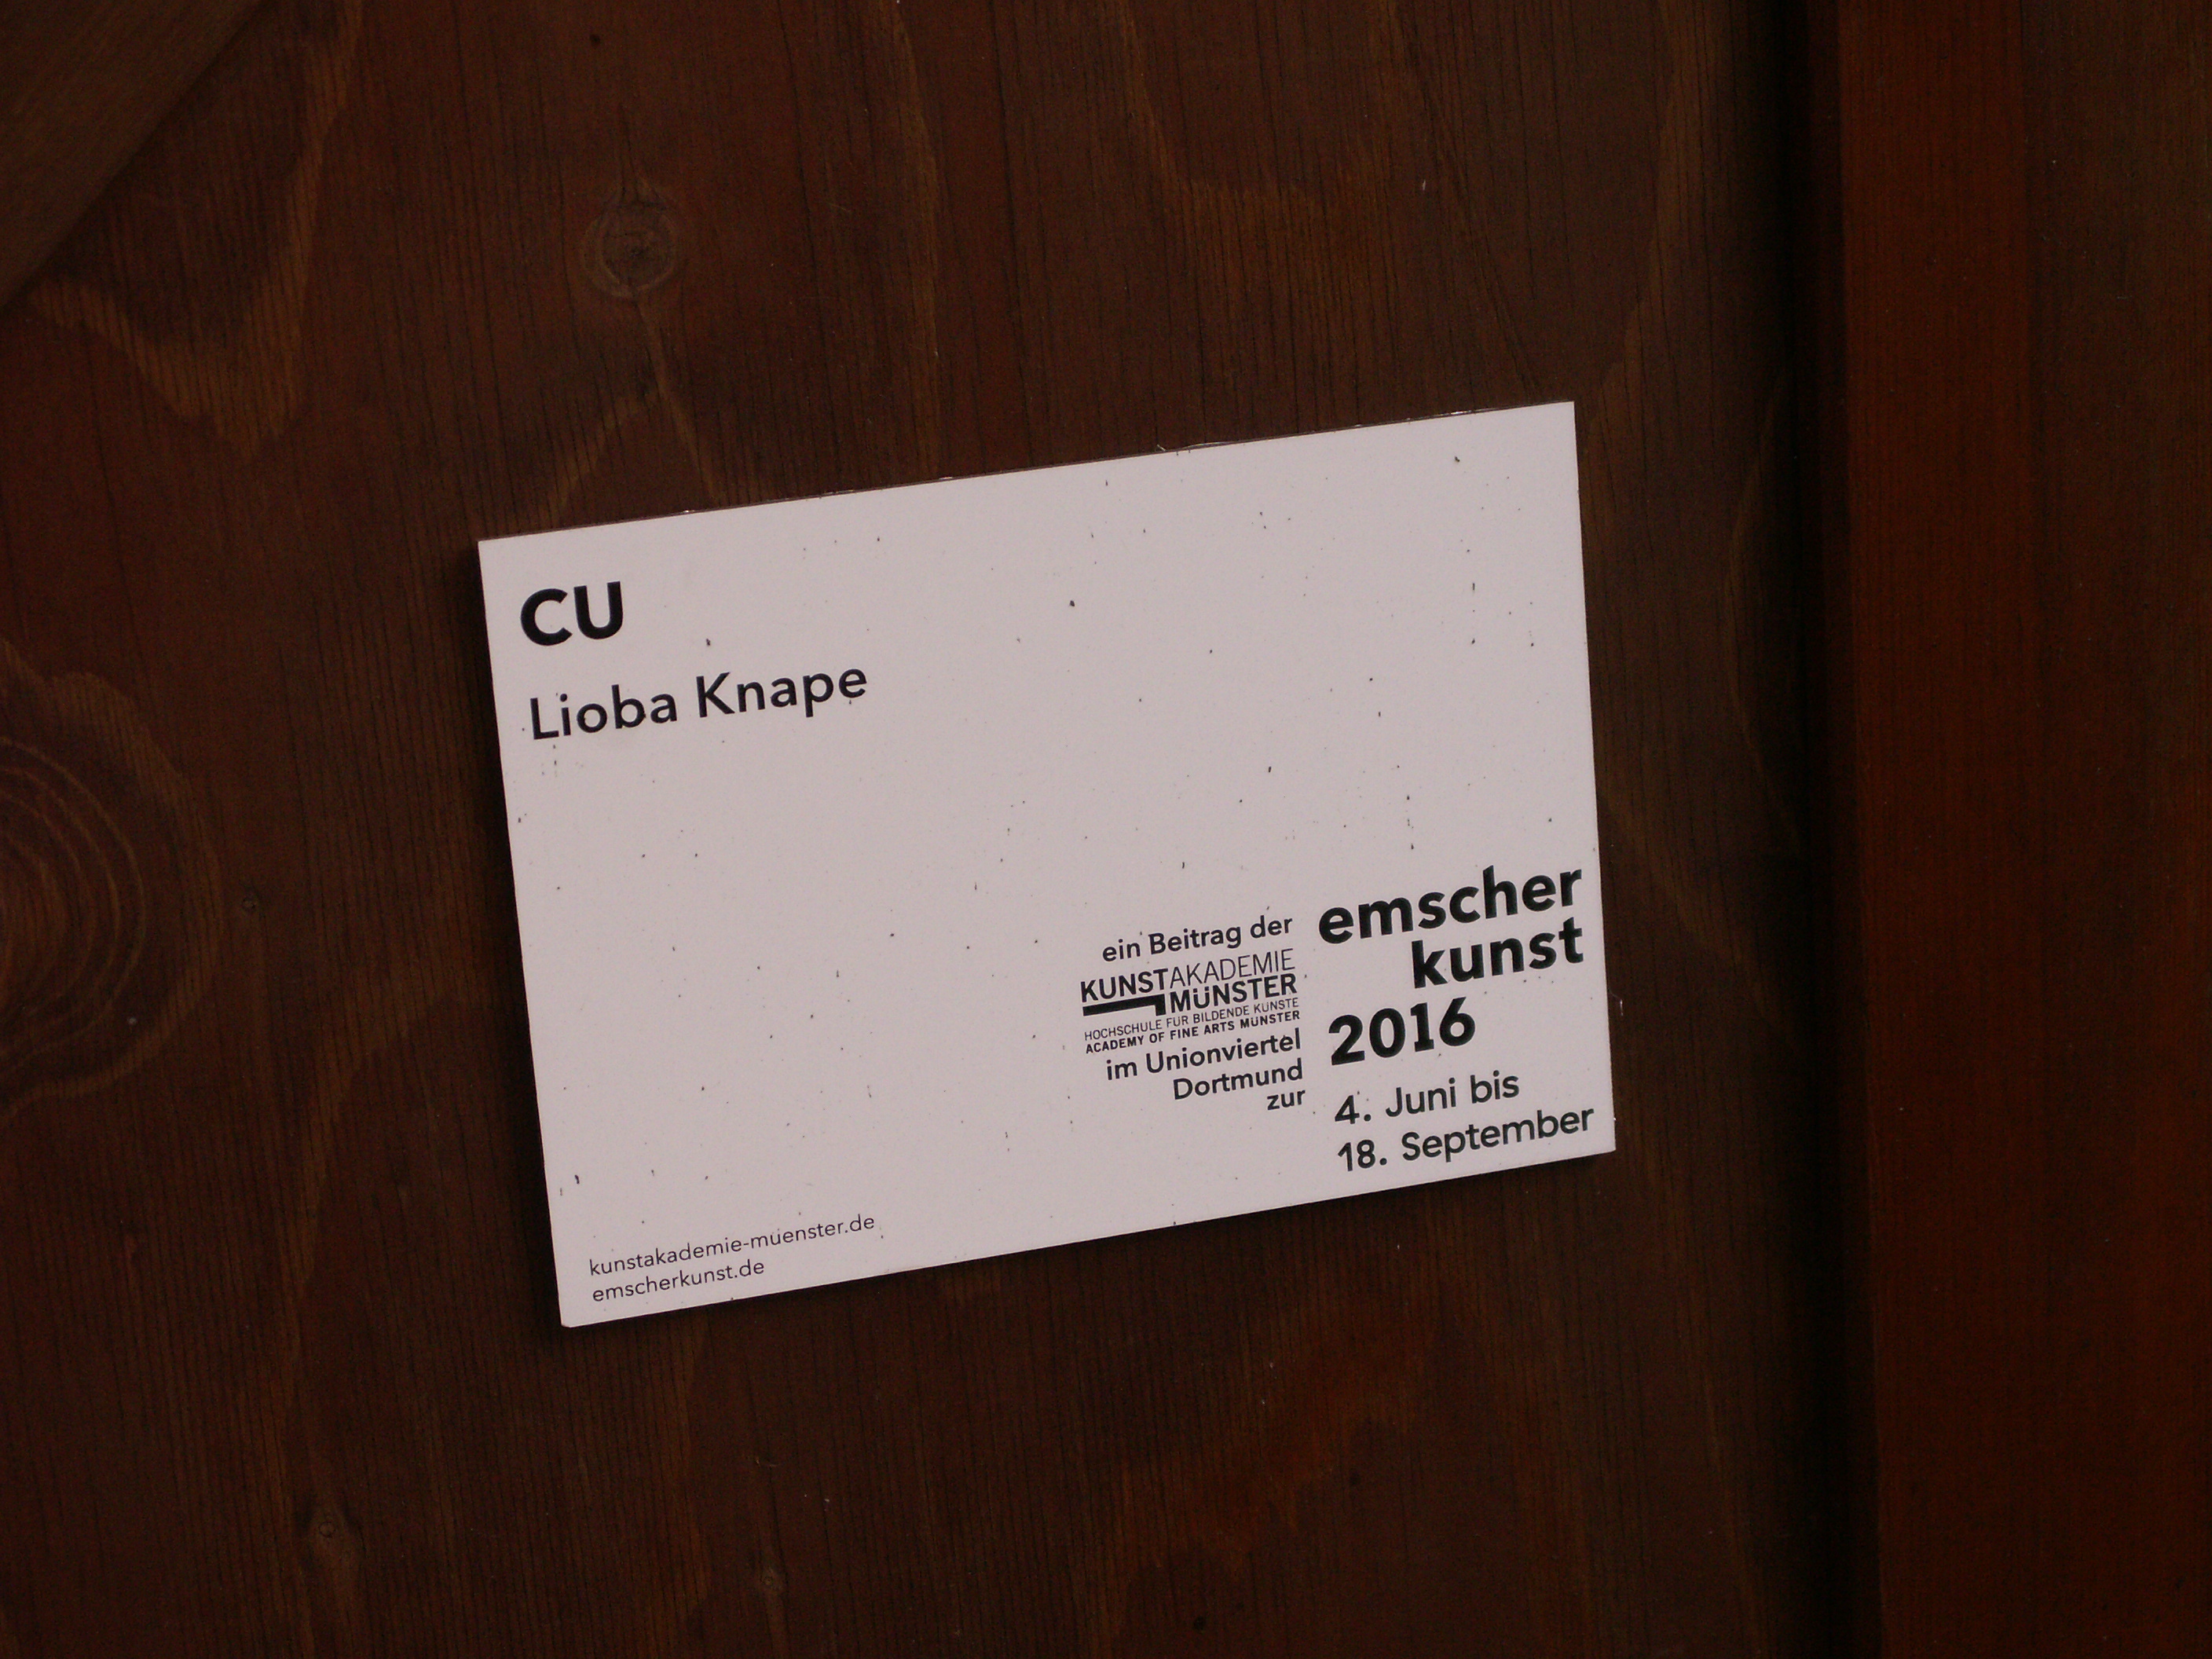 CU
Lioba Knape
ein Beitrag der
KUNSTAKADEMIE
MÜNSTER
HOCHSCHULE FÜR BILDENDE KÜNSTE
ACADEMY OF FINE ARTS MÜNSTER
im Unionviertel
Dortmund
zur
emscher
kunst
2016
4. Juni bis
18. September
kunstakademie-muenster.de
emscherkunst.de